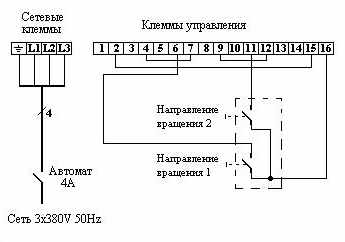 Сетевые клеммы
Клеммы управления
⏚ L1 L2 L3
1 2 3 4 5 6 7 8 9 10 11 12 13 14 15 16
Направление
вращения 2
4
Автомат
4А
Направление
вращения 1
Сеть 3x380V 50Hz